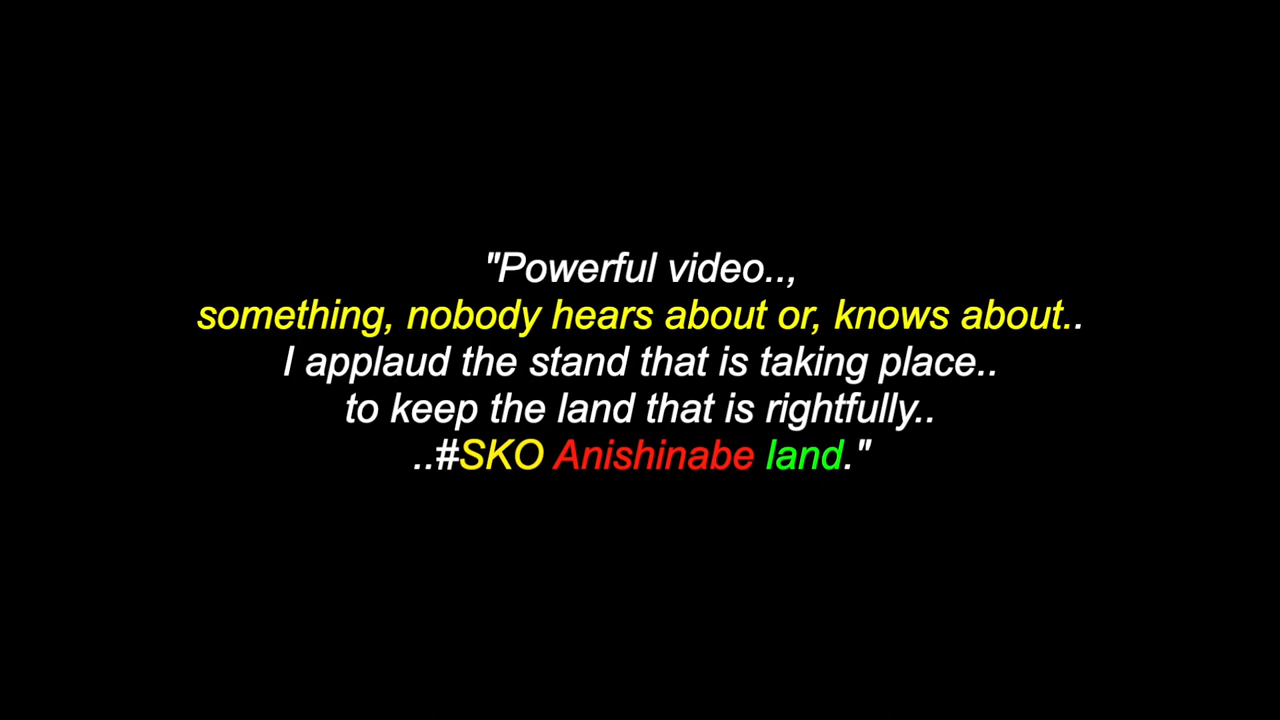 "Powerful video..,
something, nobody hears about or, knows about..
I applaud the stand that is taking place..
to keep the land that is rightfully..
..#SKO Anishinabe land."